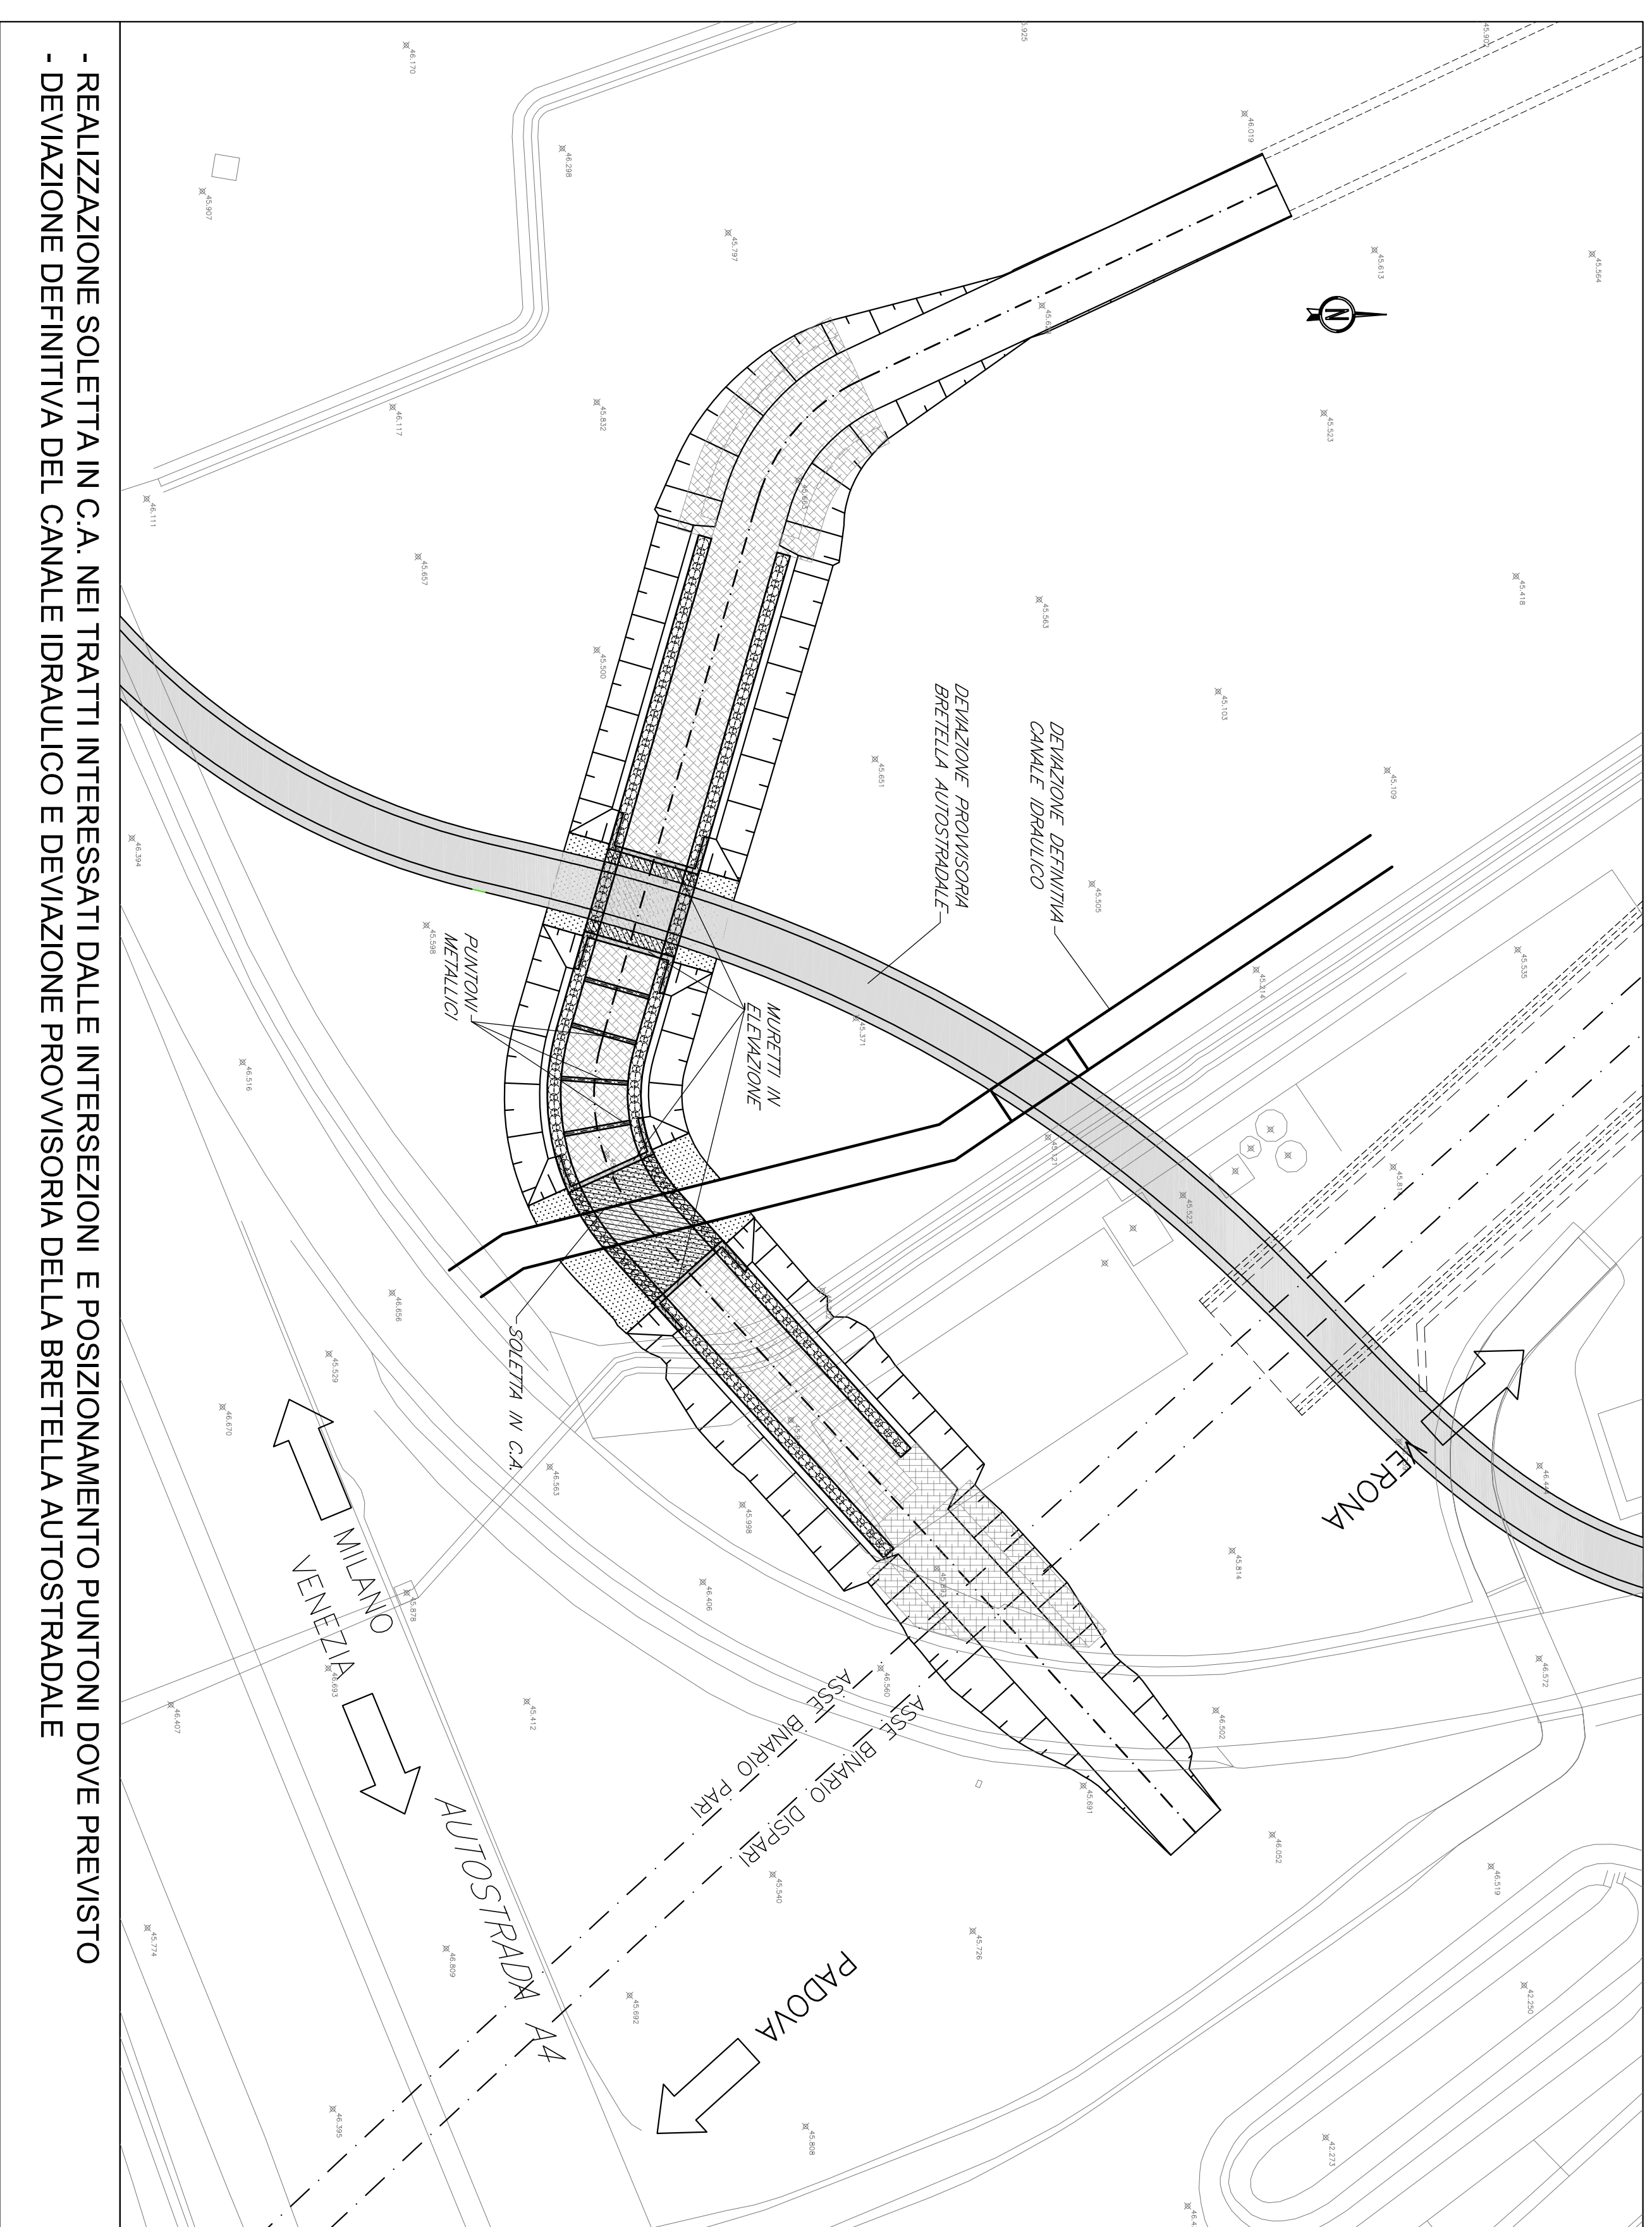 - REALIZZAZIONE SOLETTA IN C.A. NEI TRATTI INTERESSATI DALLE INTERSEZIONI E POSIZIONAMENTO PUNTONI DOVE PREVISTO
- DEVIAZIONE DEFINITIVA DEL CANALE IDRAULICO E DEVIAZIONE PROVVISORIA DELLA BRETELLA AUTOSTRADALE
DEVIAZIONE DEFINITIVA
CANALE IDRAULICO
DEVIAZIONE PROVVISORIA
BRETELLA AUTOSTRADALE
MURETTI IN
ELEVAZIONE
PUNTONI
METALLICI
SOLETTA IN C.A.
VERONA
PADOVA
ASSE BINARIO PARI
ASSE BINARIO DISPARI
MILANO
VENEZIA
AUTOSTRADA A4
N
46.170
46.298
45.907
45.797
46.019
45.613
45.564
45.523
45.832
46.117
46.111
45.657
45.500
45.563
45.418
45.103
45.109
45.651
45.505
45.535
45.214
45.371
45.121
45.523
46.394
45.598
46.516
46.656
45.529
46.670
46.563
45.998
46.406
45.878
46.693
46.407
45.412
46.560
45.814
46.572
46.502
45.691
46.052
46.519
45.540
45.726
45.774
46.809
45.692
42.250
46.395
45.808
42.273